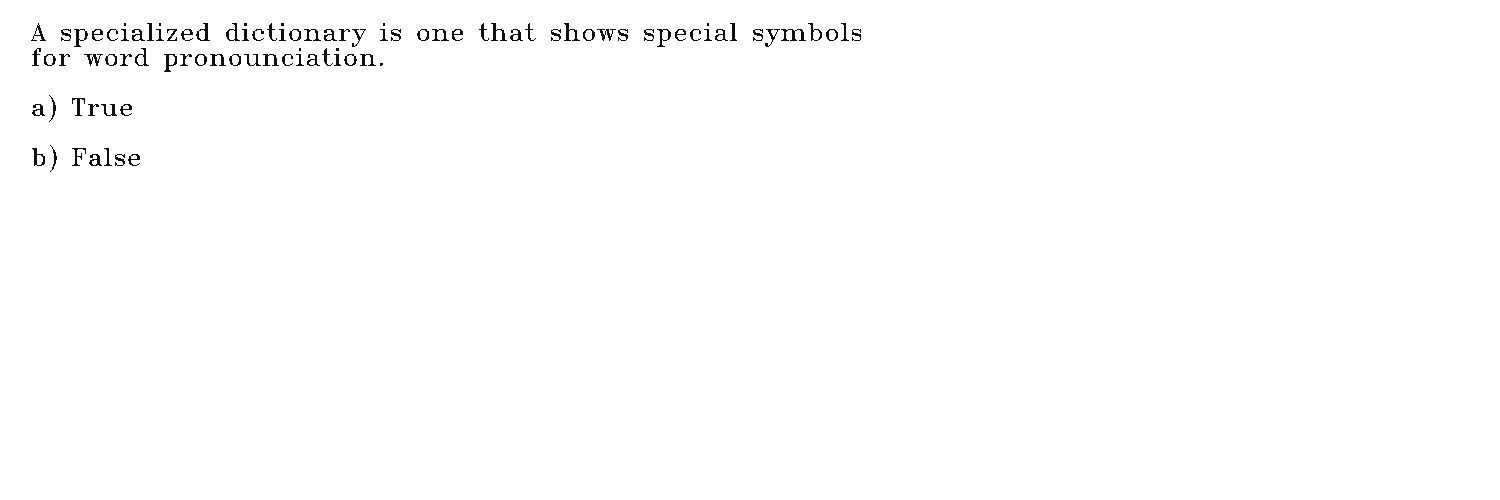 A specialized dictionary is one that shows special symbols
for word pronounciation.
a) True
b) False